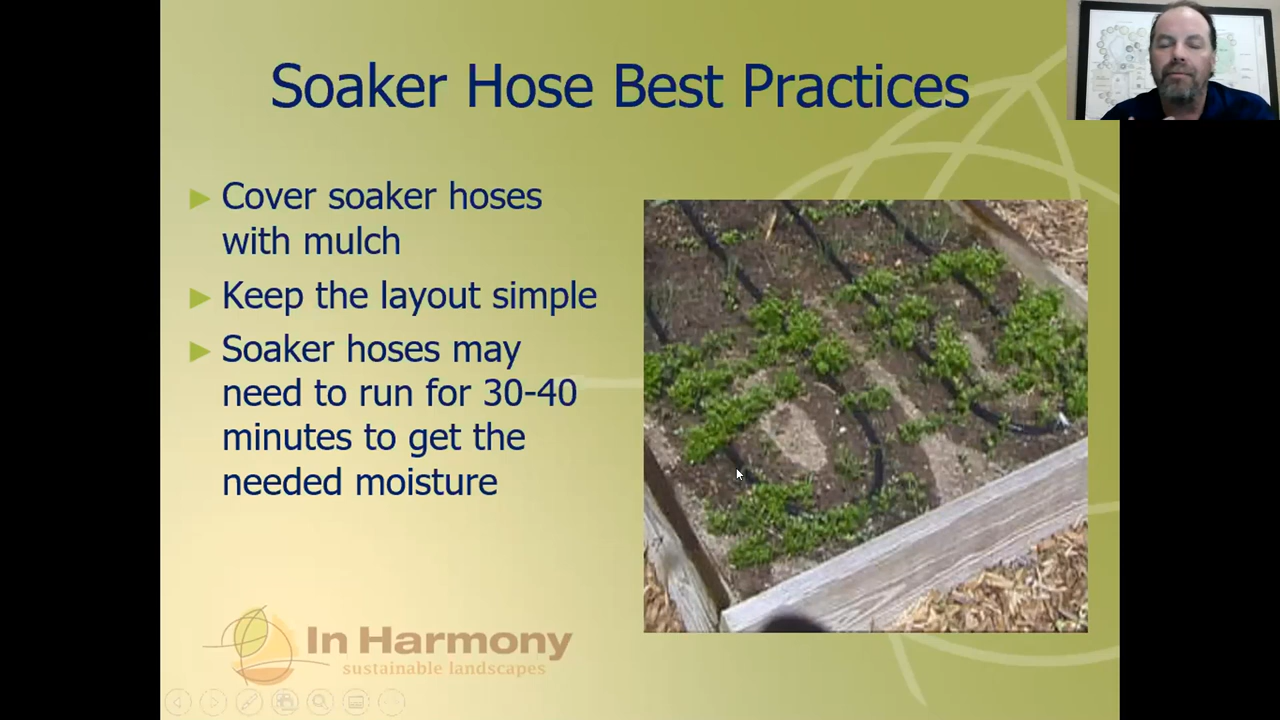 Soaker Hose Best Practices
Cover soaker hoses
with mulch
Keep the layout simple
Soaker hoses may
need to run for 30-40
minutes to get the
needed moisture
In Harmony
sustainable landscapes